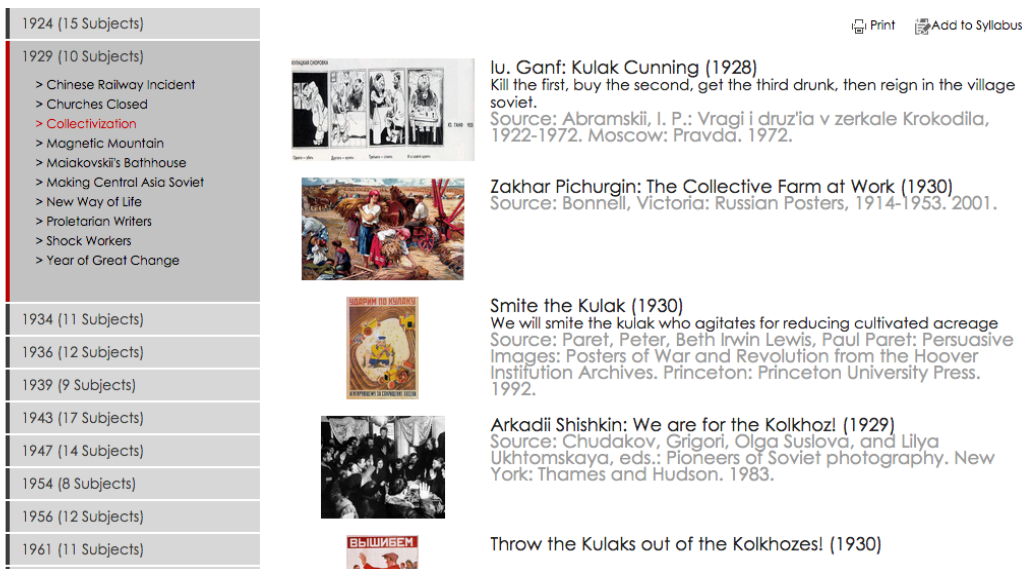 1924 (15 Subjects)
1929 (10 Subjects)
> Chinese Railway Incident
> Churches Closed
> Collectivization
> Magnetic Mountain
> Maiakovskii's Bathhouse
> Making Central Asia Soviet
> New Way of Life
> Proletarian Writers
> Shock Workers
> Year of Great Change
1934 (11 Subjects)
1936 (12 Subjects)
1939 (9 Subjects)
1943 (17 Subjects)
1947 (14 Subjects)
1954 (8 Subjects)
1956 (12 Subjects)
1961 (11 Subjects)
Print
Add to Syllabus
КУЛАЦКАЯ СНОРОВКА
Iu. Ganf: Kulak Cunning (1928)
Kill the first, buy the second, get the third drunk, then reign in the village
soviet.
Source: Abramskii, I. P.: Vragi i druz'ia v zerkale Krokodila,
1922-1972. Moscow: Pravda. 1972.
Zakhar Pichurgin: The Collective Farm at Work (1930)
Source: Bonnell, Victoria: Russian Posters, 1914-1953. 2001.
УДАРИМ ПО КУЛАКУ
Smite the Kulak (1930)
We will smite the kulak who agitates for reducing cultivated acreage
Source: Paret, Peter, Beth Irwin Lewis, Paul Paret: Persuasive
Images: Posters of War and Revolution from the Hoover
Institution Archives. Princeton: Princeton University Press.
1992.
Arkadii Shishkin: We are for the Kolkhoz! (1929)
Source: Chudakov, Grigori, Olga Suslova, and Lilya
Ukhtomskaya, eds.: Pioneers of Soviet photography. New
York: Thames and Hudson. 1983.
ВЫШИБЕМ
Throw the Kulaks out of the Kolkhozes! (1930)